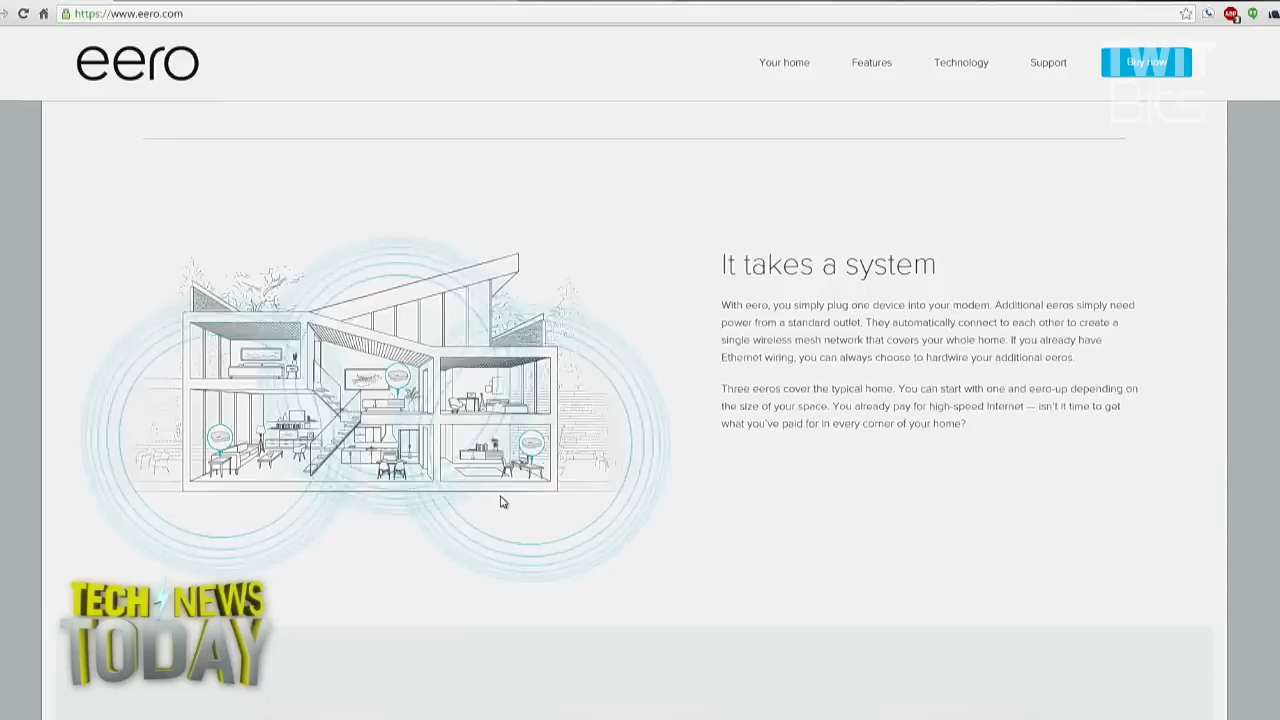 https://www.eero.com
ABP
3
eero
Your home
Features
Technology
Support
Buy now
TWiT
Bits
It takes a system
With eero, you simply plug one device into your modem. Additional eeros simply need
power from a standard outlet. They automatically connect to each other to create a
single wireless mesh network that covers your whole home. If you already have
Ethernet wiring, you can always choose to hardwire your additional eeros.
Three eeros cover the typical home. You can start with one and eero-up depending on
the size of your space. You already pay for high-speed Internet — isn't it time to get
what you've paid for in every corner of your home?
TECH NEWS
TODAY